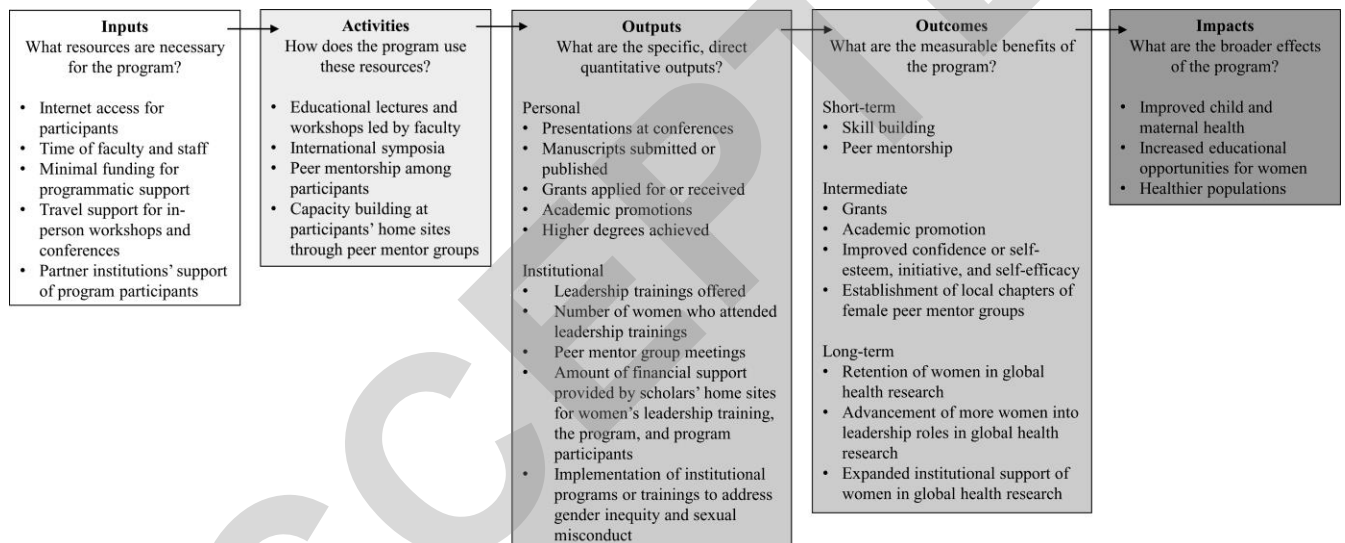 Inputs
What resources are necessary
for the program?
• Internet access for
participants
• Time of faculty and staff
• Minimal funding for
programmatic support
• Travel support for in-
person workshops and
conferences
• Partner institutions' support
of program participants
Activities
How does the program use
these resources?
• Educational lectures and
workshops led by faculty
• International symposia
• Peer mentorship among
participants
• Capacity building at
participants' home sites
through peer mentor groups
Outputs
What are the specific, direct
quantitative outputs?
Personal
• Presentations at conferences
• Manuscripts submitted or
published
• Grants applied for or received
• Academic promotions
• Higher degrees achieved
Institutional
• Leadership trainings offered
• Number of women who attended
leadership trainings
• Peer mentor group meetings
• Amount of financial support
provided by scholars' home sites
for women's leadership training,
the program, and program
participants
• Implementation of institutional
programs or trainings to address
gender inequity and sexual
misconduct
Outcomes
What are the measurable benefits of
the program?
Short-term
• Skill building
• Peer mentorship
Intermediate
• Grants
• Academic promotion
• Improved confidence or self-
esteem, initiative, and self-efficacy
• Establishment of local chapters of
female peer mentor groups
Long-term
• Retention of women in global
health research
• Advancement of more women into
leadership roles in global health
research
• Expanded institutional support of
women in global health research
Impacts
What are the broader effects
of the program?
• Improved child and
maternal health
• Increased educational
opportunities for women
• Healthier populations
CCEPTE